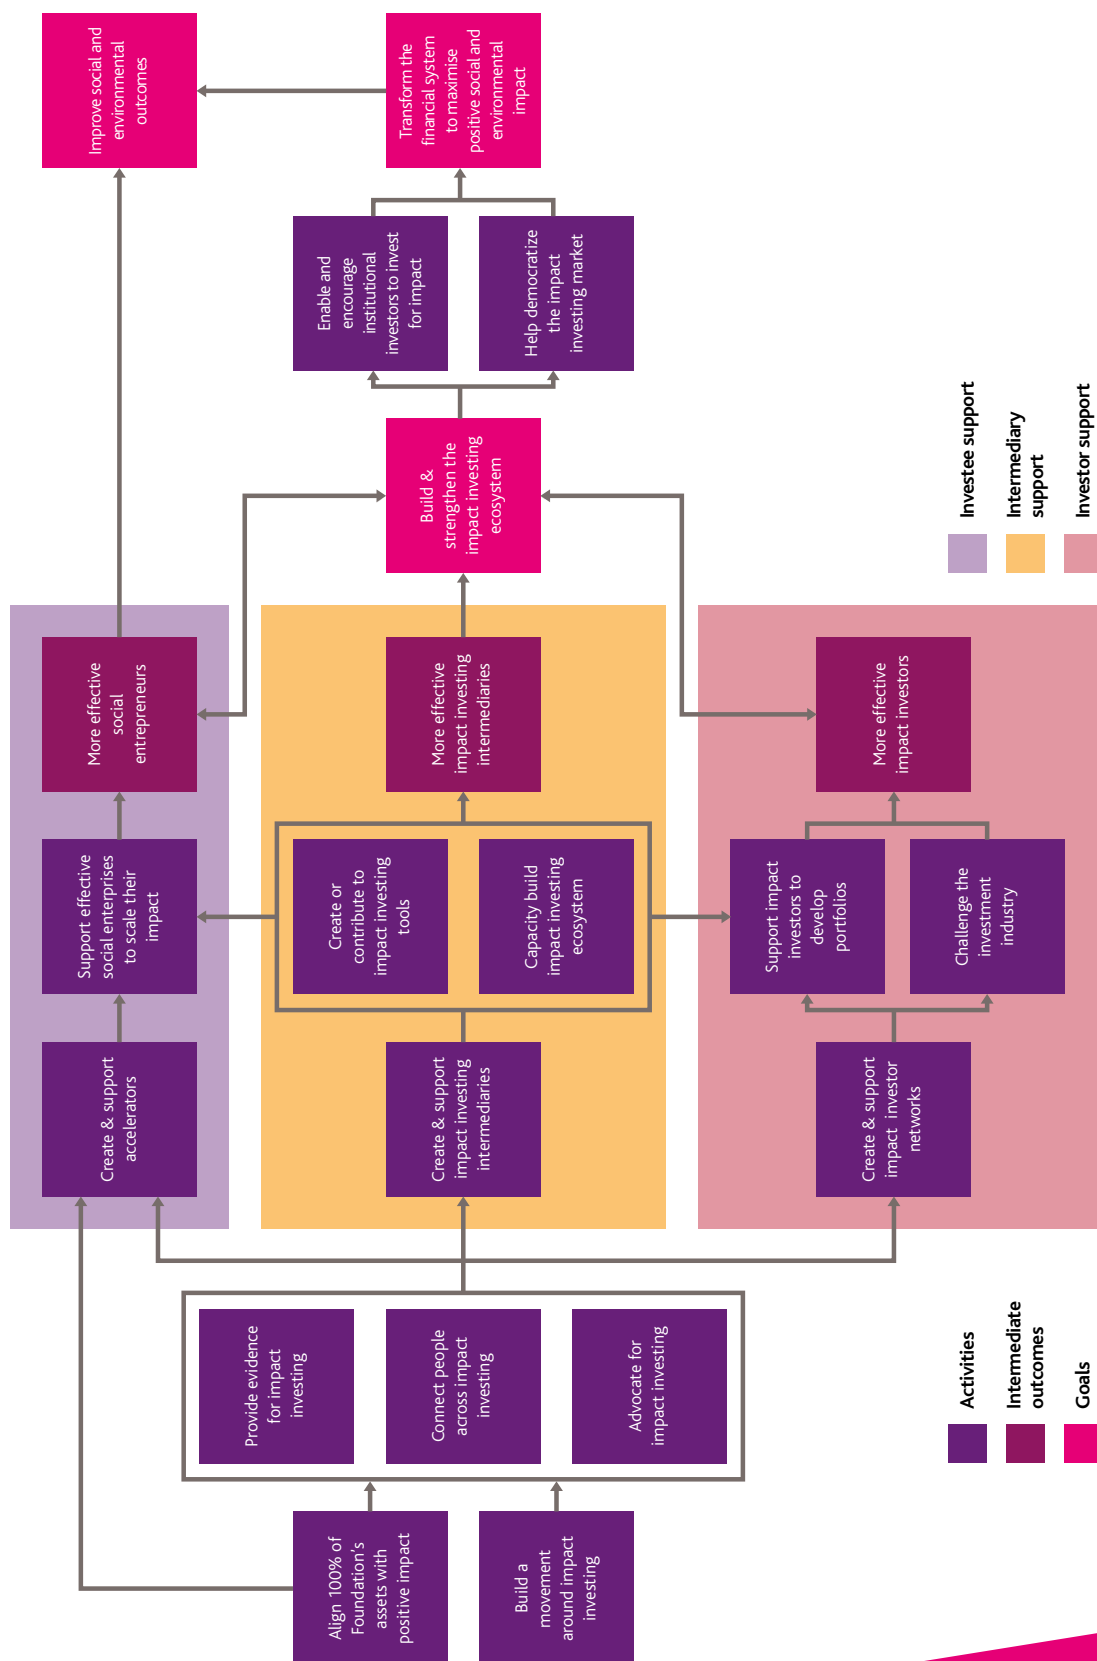 Align 100% of
Foundation's
assets with
positive impact
Build a
movement
around impact
investing
Provide evidence
for impact
investing
Connect people
across impact
investing
Advocate for
impact investing
Create & support
accelerators
Support effective
social enterprises
to scale their
impact
More effective
social
entrepreneurs
Create & support
impact investing
intermediaries
Create or
contribute to
impact investing
tools
Capacity build
impact investing
ecosystem
More effective
impact investing
intermediaries
Create & support
impact investor
networks
Support impact
investors to
develop
portfolios
Challenge the
investment
industry
More effective
impact investors
Build &
strengthen the
impact investing
ecosystem
Enable and
encourage
institutional
investors to invest
for impact
Help democratize
the impact
investing market
Improve social and
environmental
outcomes
Transform the
financial system
to maximise
positive social and
environmental
impact
Activities
Intermediate
outcomes
Goals
Investee support
Intermediary
support
Investor support